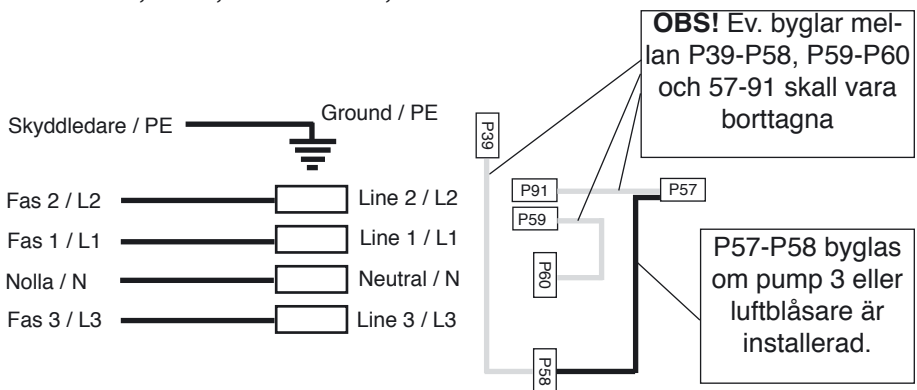 OBS! Ev. byglar mel-
lan P39-P58, P59-P60
och 57-91 skall vara
borttagna
Skyddledare / PE
Ground / PE
P39
Fas 2 / L2
Line 2 / L2
P91
P57
P59
Fas 1 / L1
Line 1 / L1
Nolla / N
Neutral / N
P60
P57-P58 byglas
om pump 3 eller
luftblåsare är
installerad.
Fas 3 / L3
Line 3 / L3
P58